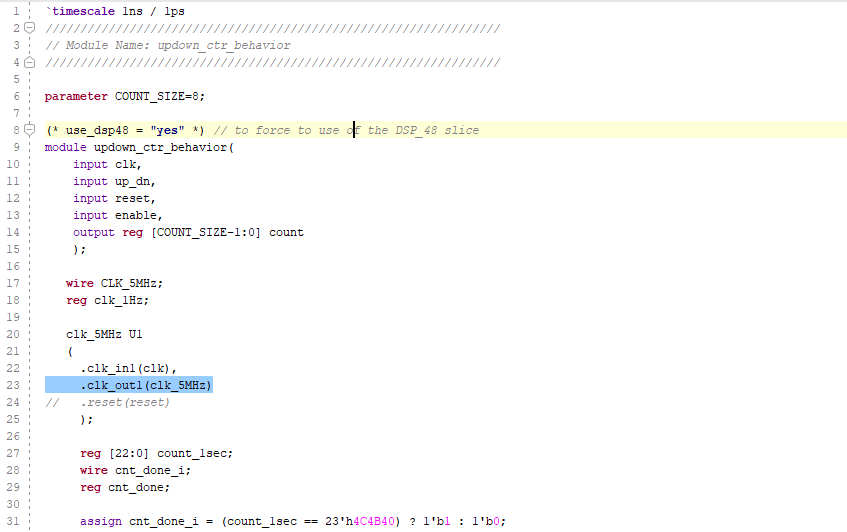 1 `timescale 1ns / 1ps
2 /////////////////////////////////////////////////////////////////
3 // Module Name: updown_ctr_behavior
4 /////////////////////////////////////////////////////////////////
5
6 parameter COUNT_SIZE=8;
7
8 (* use_dsp48 = "yes" *) // to force to use of the DSP_48 slice
9 module updown_ctr_behavior(
10 input clk,
11 input up_dn,
12 input reset,
13 input enable,
14 output reg [COUNT_SIZE-1:0] count
15 );
16
17 wire CLK_5MHz;
18 reg clk_1Hz;
19
20 clk_5MHz U1
21 (
22 .clk_in1(clk),
23 .clk_out1(clk_5MHz)
24 // .reset(reset)
25 );
26
27 reg [22:0] count_1sec;
28 wire cnt_done_i;
29 reg cnt_done;
30
31 assign cnt_done_i = (count_1sec == 23'h4C4B40) ? 1'b1 : 1'b0;